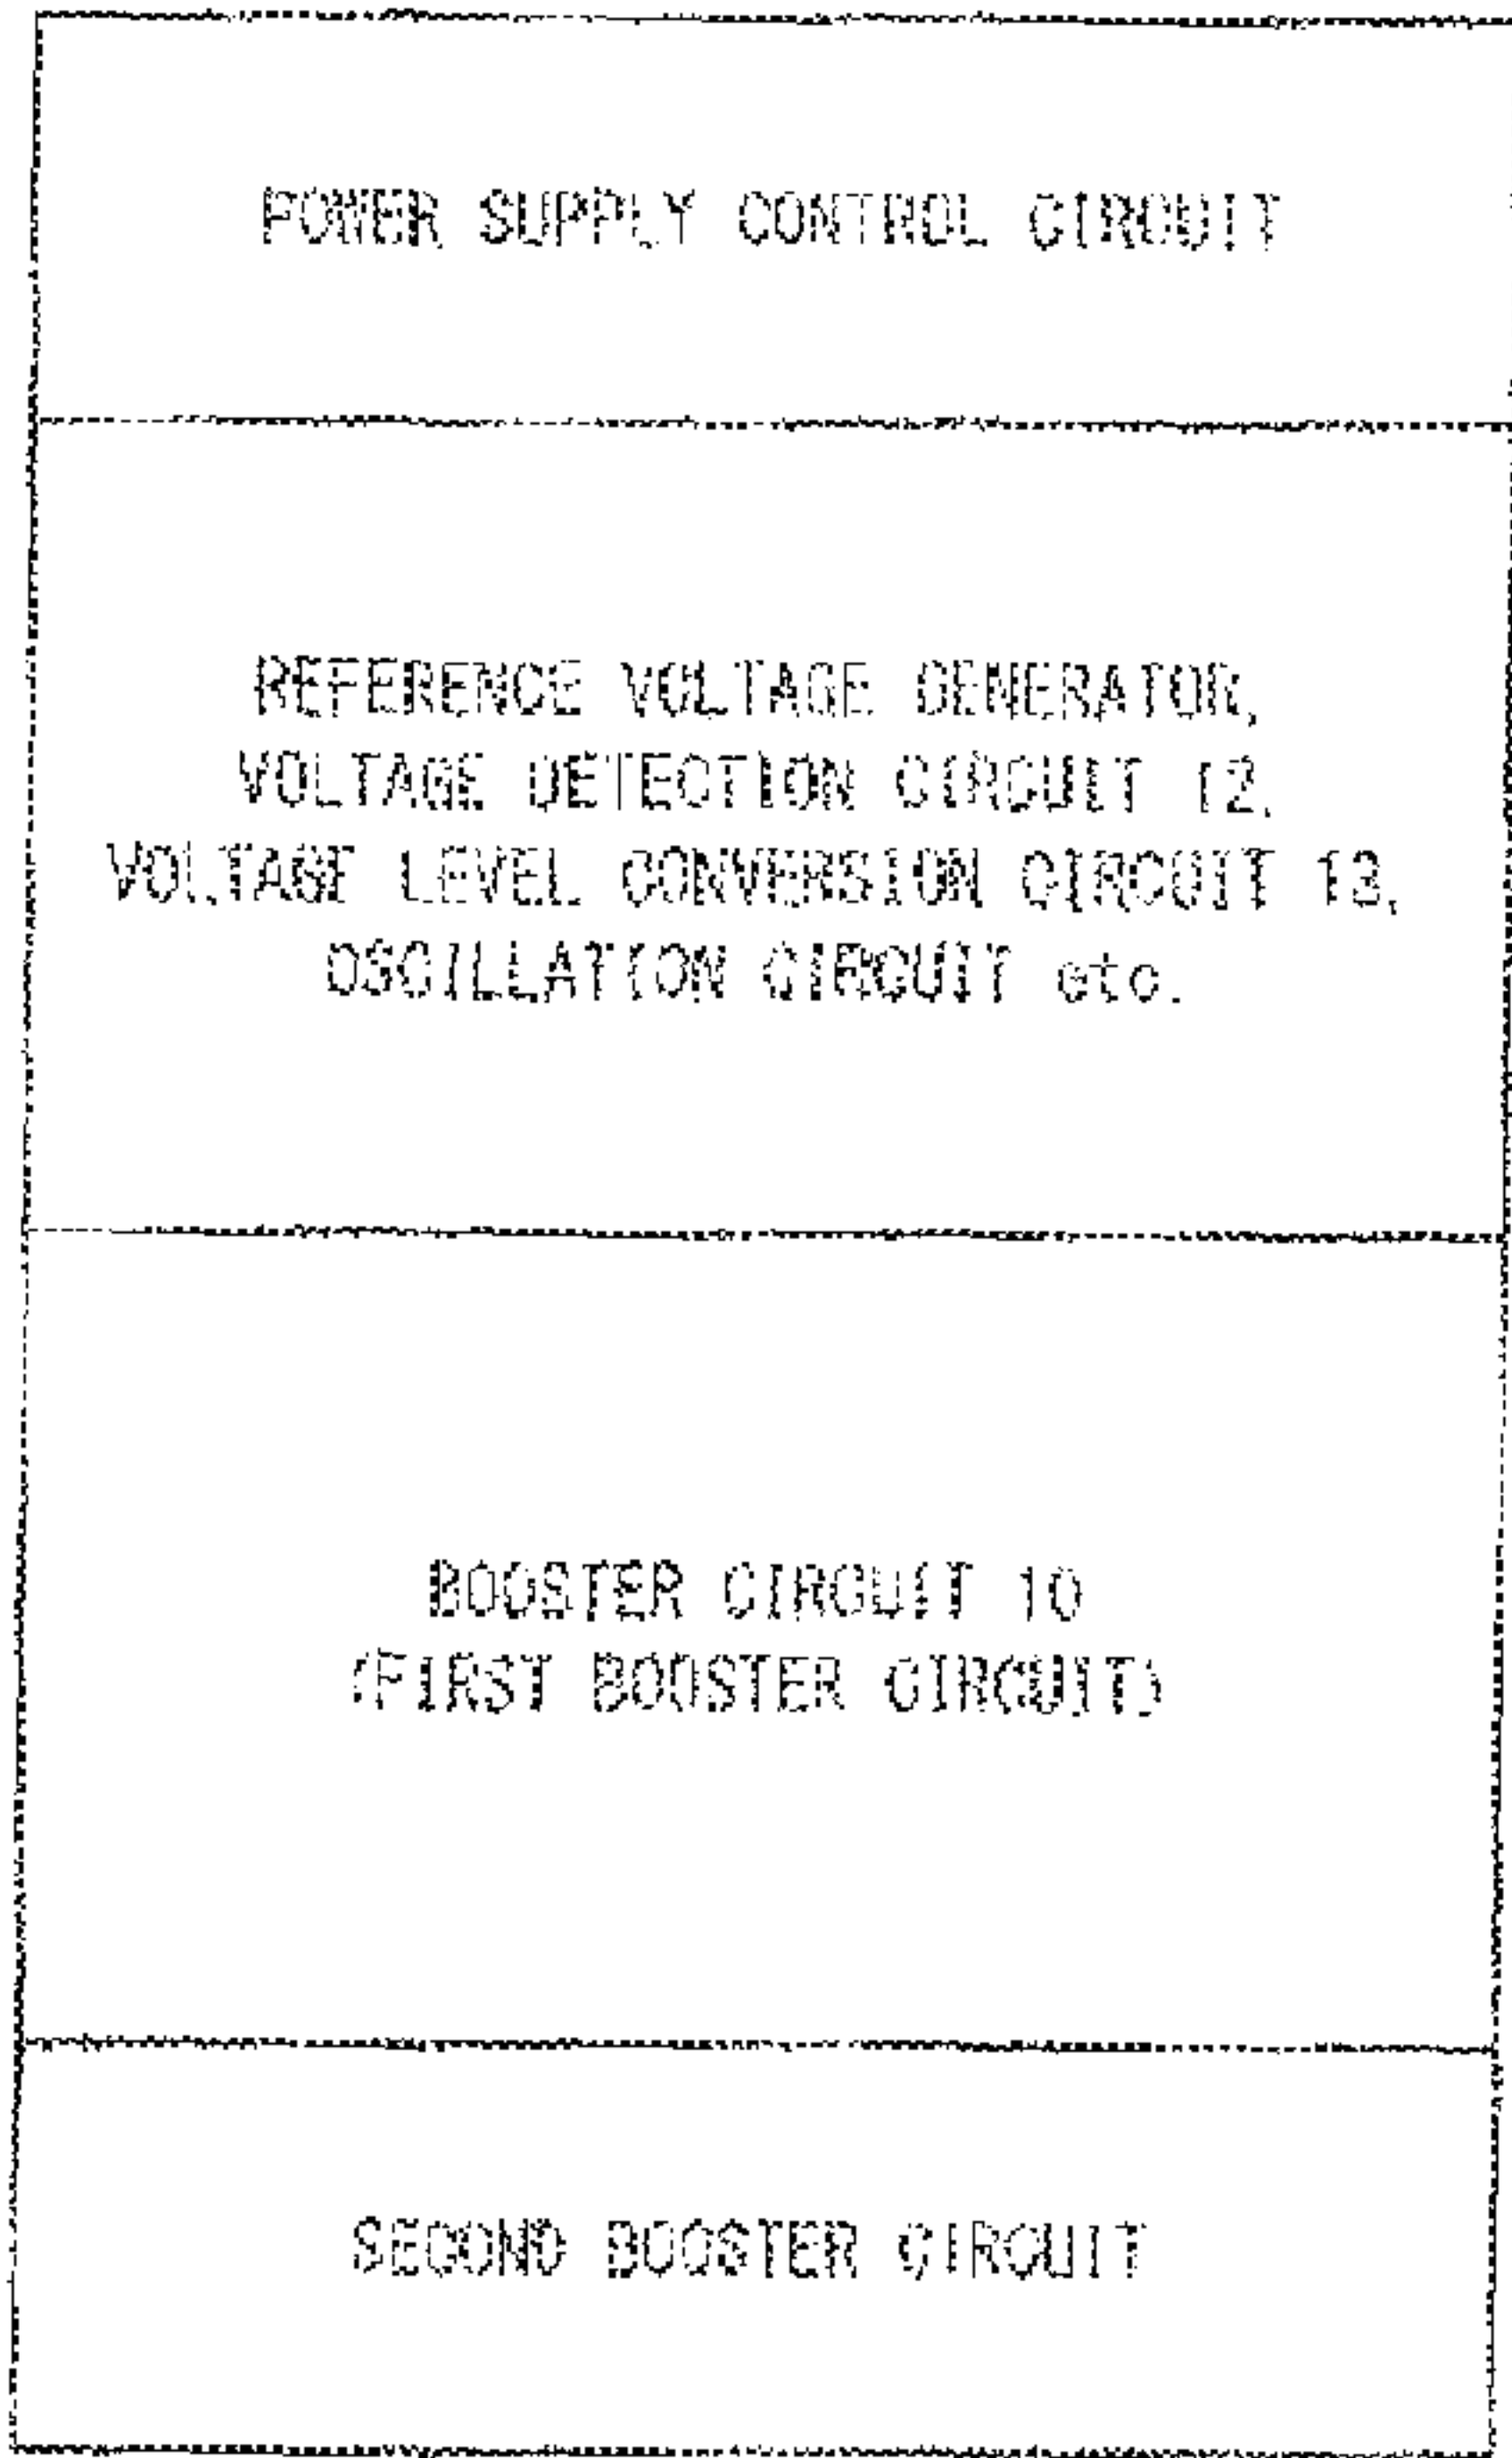 POWER SUPPLY CONTROL CIRCUIT
REFERENCE VOLTAGE GENERATOR,
VOLTAGE DETECTION CIRCUIT 12,
VOLTAGE LEVEL CONVERSION CIRCUIT 13,
OSCILLATION CIRCUIT etc.
BOOSTER CIRCUIT 10
(FIRST BOOSTER CIRCUIT)
SECOND BOOSTER CIRCUIT